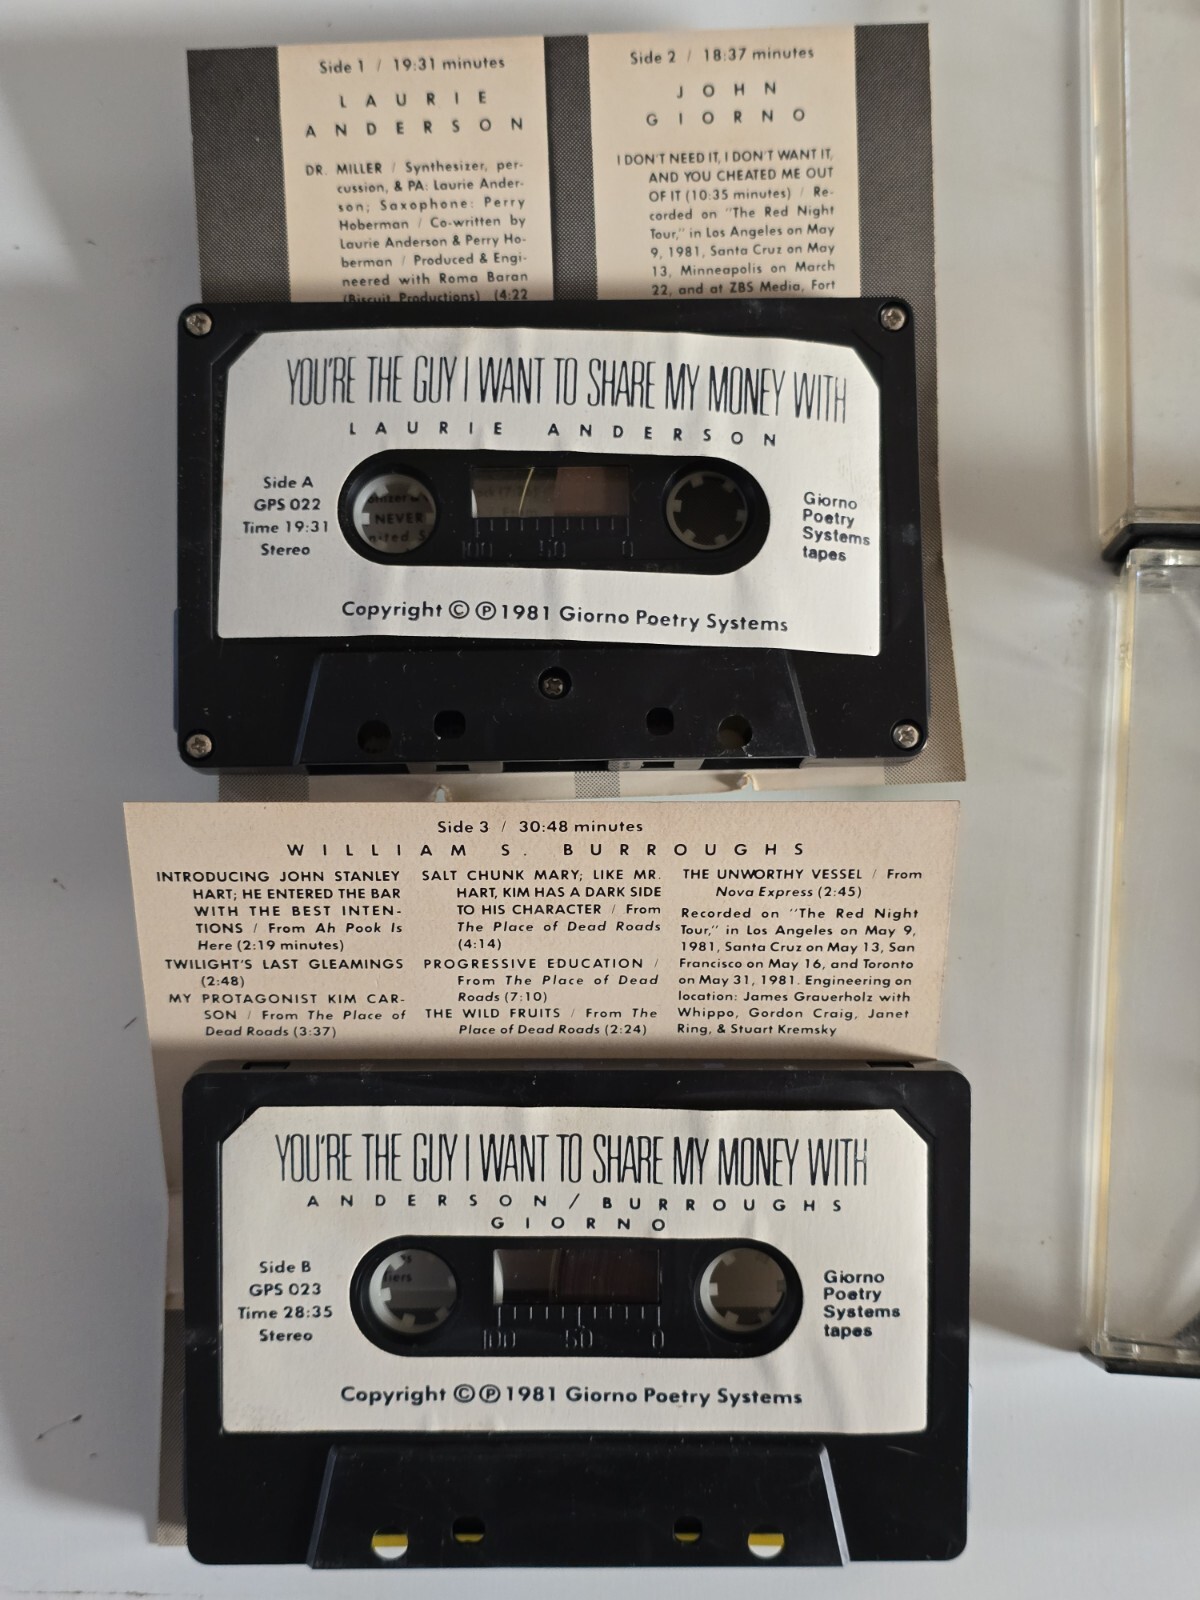 Side 1 / 19:31 minutes
LAURIE
ANDERSON
DR. MILLER / Synthesizer, per-
cussion, & PA: Laurie Ander-
son; Saxophone: Perry
Hoberman / Co-written by
Laurie Anderson & Perry Ho-
berman / Produced & Engi-
neered with Roma Baran
(Biscuit Productions) (4:22
Side 2 / 18:37 minutes
JOHN
GIORNO
I DON'T NEED IT, I DON'T WANT IT,
AND YOU CHEATED ME OUT
OF IT (10:35 minutes) / Re-
corded on "The Red Night
Tour," in Los Angeles on May
9, 1981, Santa Cruz on May
13, Minneapolis on March
22, and at ZBS Media, Fort
YOU'RE THE GUY I WANT TO SHARE MY MONEY WITH
LAURIE ANDERSON
Side A
GPS 022
Time 19:31
Stereo
NEVER
100 50 0
Giorno
Poetry
Systems
tapes
Copyright © ℗ 1981 Giorno Poetry Systems
Side 3 / 30:48 minutes
WILLIAM S. BURROUGHS
INTRODUCING JOHN STANLEY
HART; HE ENTERED THE BAR
WITH THE BEST INTEN-
TIONS / From Ah Pook Is
Here (2:19 minutes)
TWILIGHT'S LAST GLEAMINGS
(2:48)
MY PROTAGONIST KIM CAR-
SON / From The Place of
Dead Roads (3:37)
SALT CHUNK MARY; LIKE MR.
HART, KIM HAS A DARK SIDE
TO HIS CHARACTER / From
The Place of Dead Roads
(4:14)
PROGRESSIVE EDUCATION /
From The Place of Dead
Roads (7:10)
THE WILD FRUITS / From The
Place of Dead Roads (2:24)
THE UNWORTHY VESSEL / From
Nova Express (2:45)
Recorded on "The Red Night
Tour," in Los Angeles on May 9,
1981, Santa Cruz on May 13, San
Francisco on May 16, and Toronto
on May 31, 1981. Engineering on
location: James Grauerholz with
Whippo, Gordon Craig, Janet
Ring, & Stuart Kremsky
YOU'RE THE GUY I WANT TO SHARE MY MONEY WITH
ANDERSON/BURROUGHS
GIORNO
Side B
GPS 023
Time 28:35
Stereo
100 50 0
Giorno
Poetry
Systems
tapes
Copyright © ℗ 1981 Giorno Poetry Systems